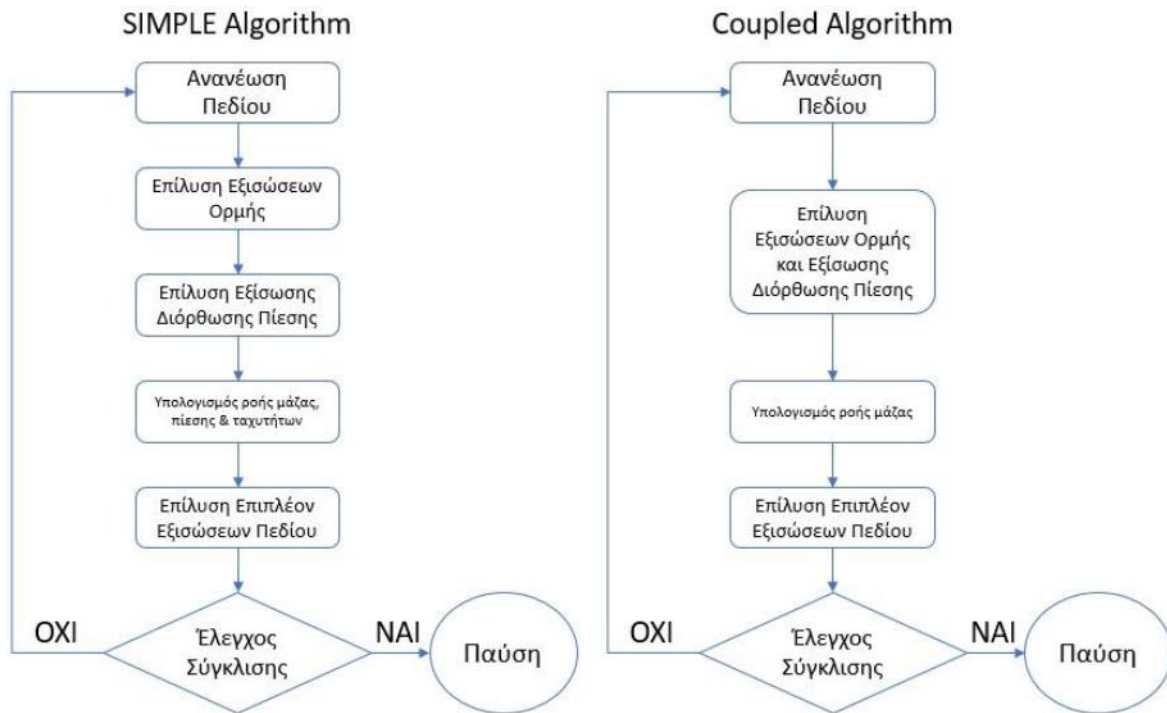 SIMPLE Algorithm
Ανανέωση
Πεδίου
Επίλυση Εξισώσεων
Ορμής
Επίλυση Εξίσωσης
Διόρθωσης Πίεσης
Υπολογισμός ροής μάζας,
πίεσης & ταχυτήτων
Επίλυση Επιπλέον
Εξισώσεων Πεδίου
ΟΧΙ
Έλεγχος
Σύγκλισης
ΝΑΙ
Παύση
Coupled Algorithm
Ανανέωση
Πεδίου
Επίλυση
Εξισώσεων Ορμής
και Εξίσωσης
Διόρθωσης Πίεσης
Υπολογισμός ροής μάζας
Επίλυση Επιπλέον
Εξισώσεων Πεδίου
ΟΧΙ
Έλεγχος
Σύγκλισης
ΝΑΙ
Παύση